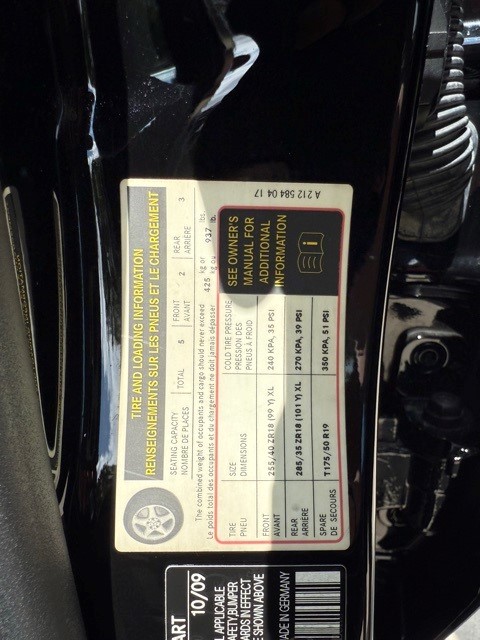 TIRE AND LOADING INFORMATION
RENSEIGNEMENTS SUR LES PNEUS ET LE CHARGEMENT
SEATING CAPACITY TOTAL 5 FRONT 2 REAR 3
NOMBRE DE PLACES AVANT ARRIÈRE
The combined weight of occupants and cargo should never exceed 425 kg or 937 lbs.
Le poids total des occupants et du chargement ne doit jamais dépasser kg ou lb.
TIRE SIZE COLD TIRE PRESSURE
PNEU DIMENSIONS PRESSION DES
PNEUS A FROID
FRONT 255/40 ZR18 (99 Y) XL 240 KPA, 35 PSI
AVANT
REAR 285/35 ZR18 (101 Y) XL 270 KPA, 39 PSI
ARRIÈRE
SPARE T 175/50 R19 350 KPA, 51 PSI
DE SECOURS
SEE OWNER'S
MANUAL FOR
ADDITIONAL
INFORMATION
i
A 212 584 04 17
ART
10/09
APPLICABLE
BUMPER
IN EFFECT
SHOWN ABOVE
MADE IN GERMANY